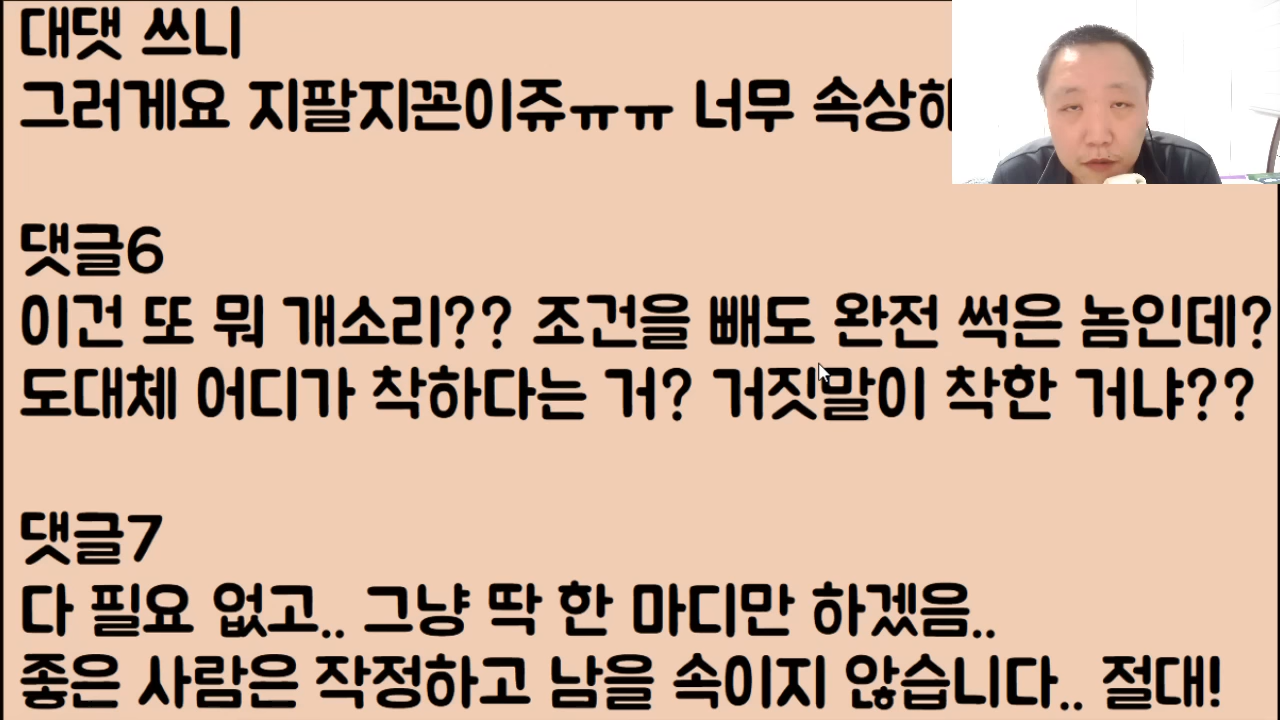 대댓 쓰니
그러게요 지팔지꼰이쥬ㅠㅠ 너무 속상하
댓글6
이건 또 뭐 개소리?? 조건을 빼도 완전 썩은 놈인데?
도대체 어디가 착하다는 거? 거짓말이 착한 거냐??
댓글7
다 필요 없고.. 그냥 딱 한 마디만 하겠음..
좋은 사람은 작정하고 남을 속이지 않습니다.. 절대!